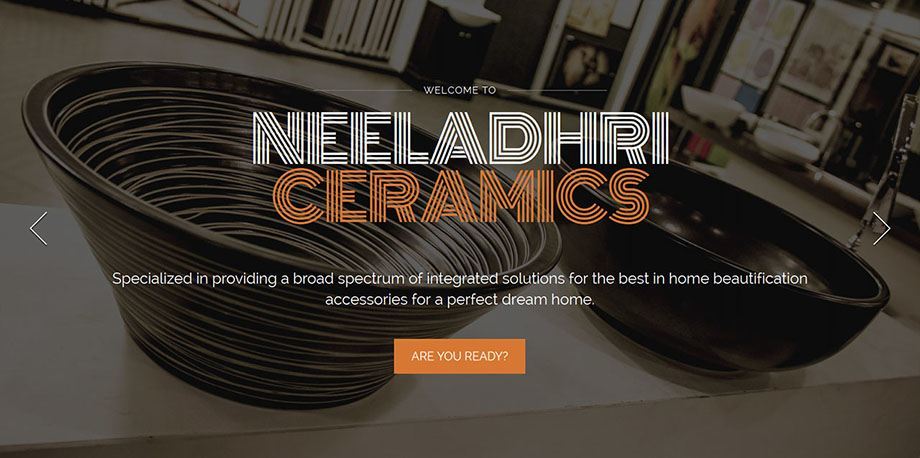 WELCOME TO
NEELADHRI
CERAMICS
Specialized in providing a broad spectrum of integrated solutions for the best in home beautification
accessories for a perfect dream home.
ARE YOU READY?